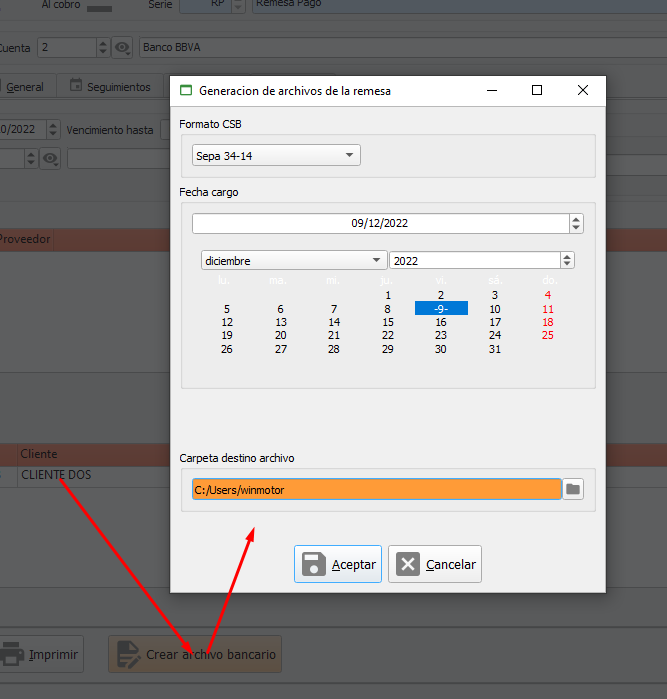 Al cobro Serie RP Remesa Pago
Cuenta 2 Banco BBVA
General Seguimientos
0/2022 Vencimiento hasta
Proveedor
Cliente
CLIENTE DOS
Imprimir Crear archivo bancario
Generacion de archivos de la remesa
Formato CSB
Sepa 34-14
Fecha cargo
09/12/2022
diciembre 2022
lu. ma. mi. ju. vi. sá. do.
1 2 3 4
5 6 7 8 -9- 10 11
12 13 14 15 16 17 18
19 20 21 22 23 24 25
26 27 28 29 30 31
Carpeta destino archivo
C:/Users/winmotor
Aceptar Cancelar